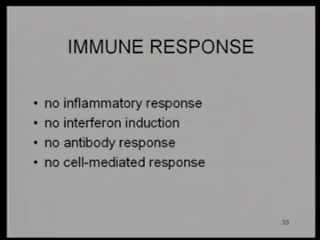 IMMUNE RESPONSE
• no inflammatory response
• no interferon induction
• no antibody response
• no cell-mediated response
33